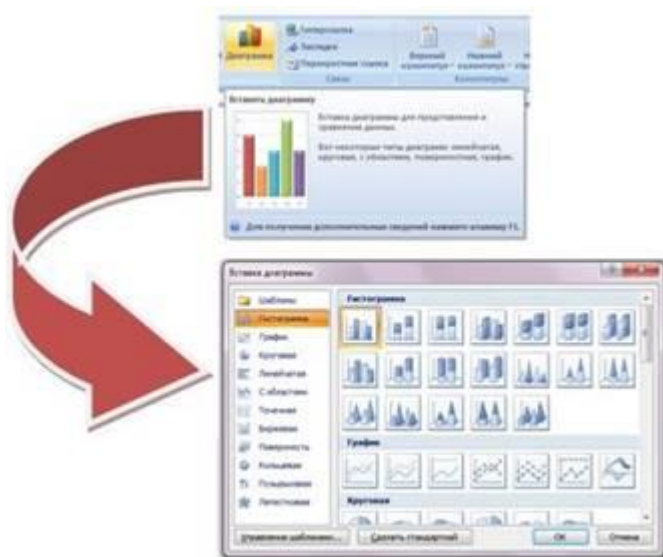 Диаграмма
Гиперссылка
Закладка
Перекрестная ссылка
Связи
Верхний колонтитул
Нижний колонтитул
Колонтитулы
Вставить диаграмму
Вставка диаграммы для представления и
сравнения данных.
Вот некоторые типы диаграмм: линейчатая,
круговая, с областями, поверхностная, график.
Для получения дополнительных сведений нажмите клавишу F1.
Вставка диаграммы
Шаблоны
Гистограмма
График
Круговая
Линейчатая
С областями
Точечная
Биржевая
Поверхность
Кольцевая
Пузырьковая
Лепестковая
Гистограмма
График
Круговая
Управление шаблонами...
Сделать стандартной
ОК
Отмена